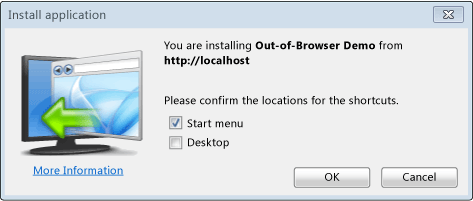 Install application
You are installing Out-of-Browser Demo from
http://localhost
Please confirm the locations for the shortcuts.
Start menu
Desktop
More Information
OK
Cancel